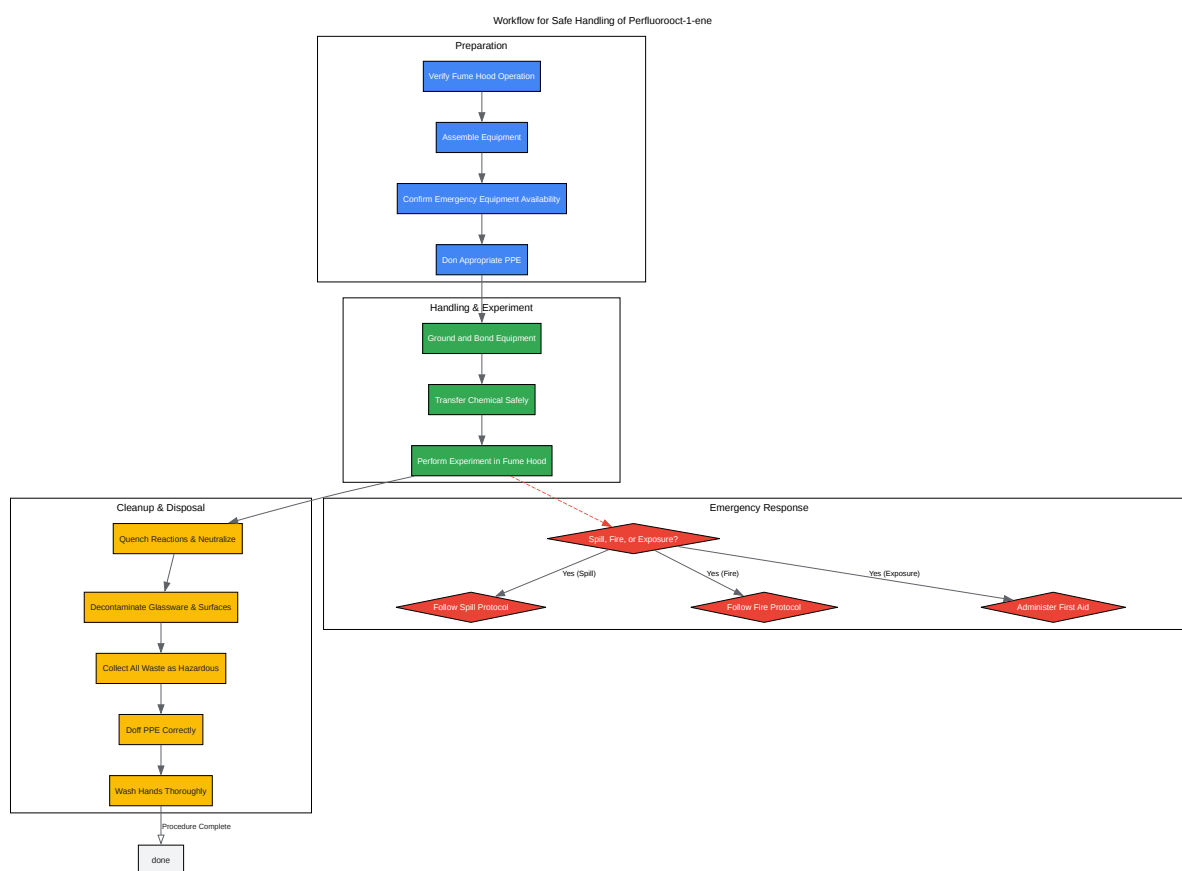 Workflow for Safe Handling of Perfluorooct-1-ene
Preparation
Verify Fume Hood Operation
Assemble Equipment
Confirm Emergency Equipment Availability
Don Appropriate PPE
Handling & Experiment
Ground and Bond Equipment
Transfer Chemical Safely
Perform Experiment in Fume Hood
Cleanup & Disposal
Quench Reactions & Neutralize
Decontaminate Glassware & Surfaces
Collect All Waste as Hazardous
Doff PPE Correctly
Wash Hands Thoroughly
Procedure Complete
done
Emergency Response
Spill, Fire, or Exposure?
Yes (Spill)
Yes (Fire)
Yes (Exposure)
Follow Spill Protocol
Follow Fire Protocol
Administer First Aid